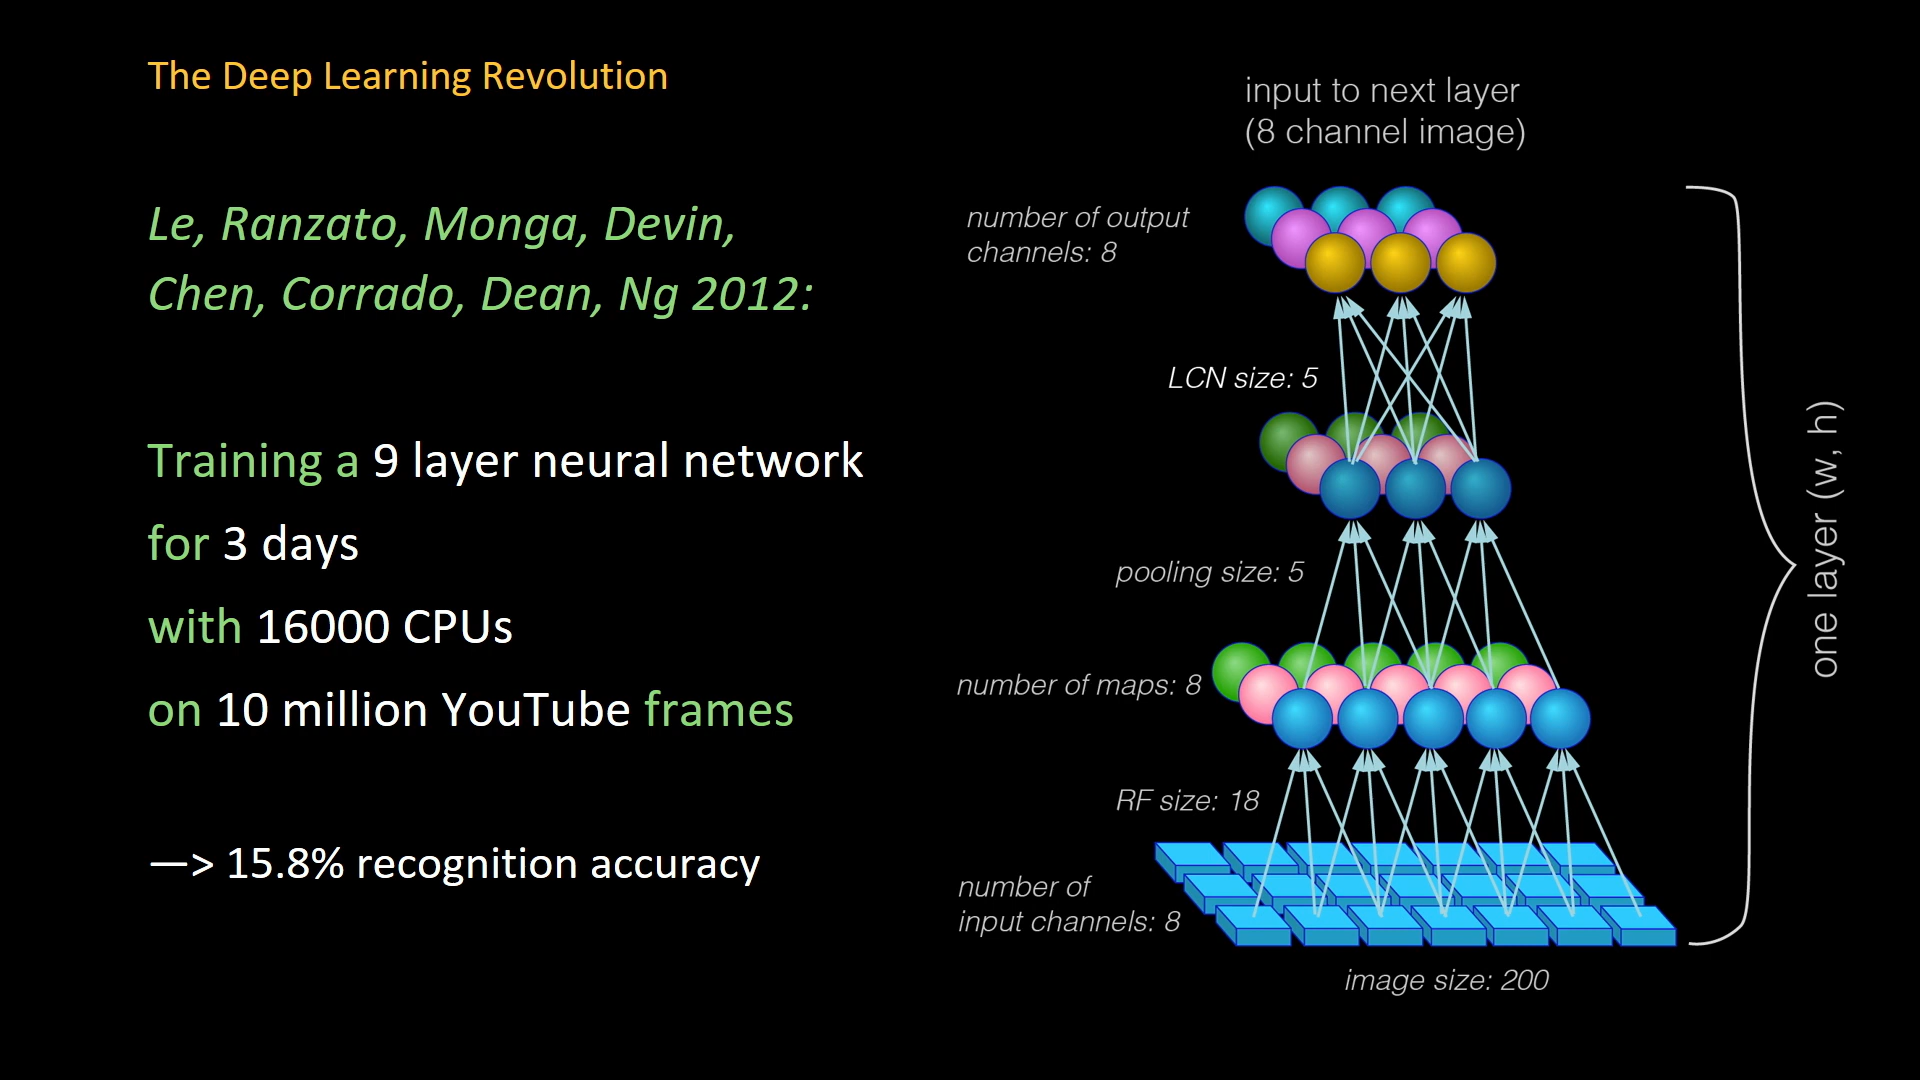 The Deep Learning Revolution
Le, Ranzato, Monga, Devin,
Chen, Corrado, Dean, Ng 2012:
Training a 9 layer neural network
for 3 days
with 16000 CPUs
on 10 million YouTube frames
—> 15.8% recognition accuracy
input to next layer
(8 channel image)
number of output
channels: 8
LCN size: 5
pooling size: 5
number of maps: 8
RF size: 18
number of
input channels: 8
image size: 200
one layer (w, h)